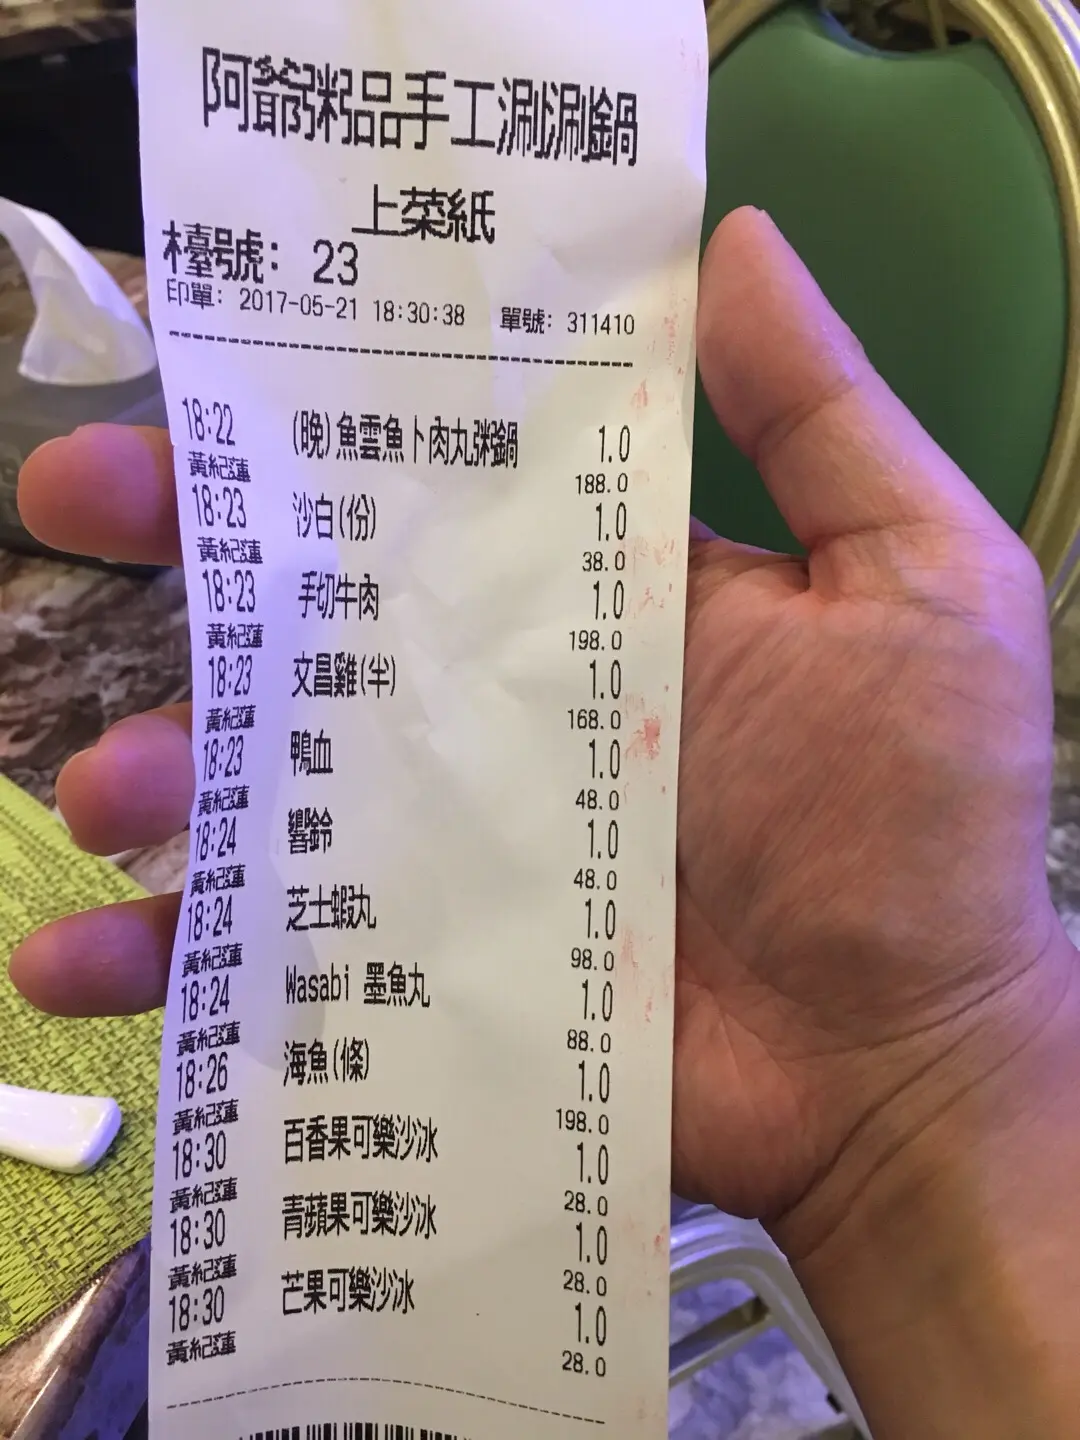 阿爺粥品手工涮涮鍋
上菜紙
檯號: 23
印單: 2017-05-21 18:30:38 單號: 311410
18:22 (晚)魚雲魚卜肉丸粥鍋 1.0
黃紀蓮 188.0
18:23 沙白(份) 1.0
黃紀蓮 38.0
18:23 手切牛肉 1.0
黃紀蓮 198.0
18:23 文昌雞(半) 1.0
黃紀蓮 168.0
18:23 鴨血 1.0
黃紀蓮 48.0
18:24 響鈴 1.0
黃紀蓮 48.0
18:24 芝士蝦丸 1.0
黃紀蓮 98.0
18:24 Wasabi 墨魚丸 1.0
黃紀蓮 88.0
18:26 海魚(條) 1.0
黃紀蓮 198.0
18:30 百香果可樂沙冰 1.0
黃紀蓮 28.0
18:30 青蘋果可樂沙冰 1.0
黃紀蓮 28.0
18:30 芒果可樂沙冰 1.0
黃紀蓮 28.0